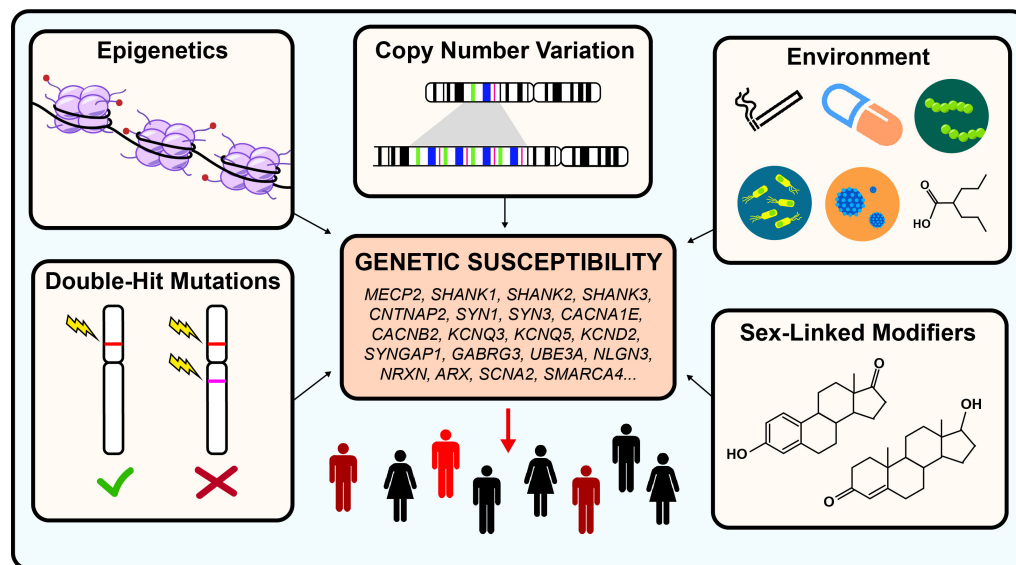 Epigenetics
Copy Number Variation
Environment
O
HO
Double-Hit Mutations
GENETIC SUSCEPTIBILITY
MECP2, SHANK1, SHANK2, SHANK3,
CNTNAP2, SYN1, SYN3, CACNA1E,
CACNB2, KCNQ3, KCNQ5, KCND2,
SYNGAP1, GABRG3, UBE3A, NLGN3,
NRXN, ARX, SCNA2, SMARCA4...
Sex-Linked Modifiers
O
HO
OH
O